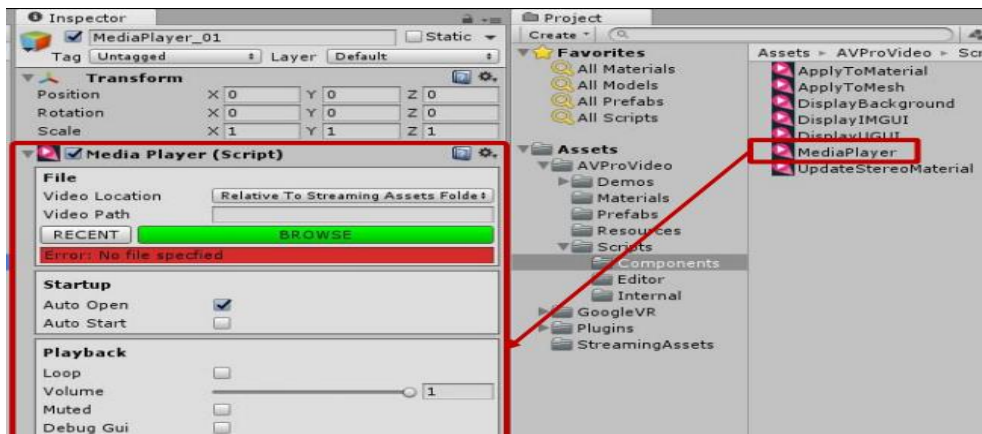 Inspector
MediaPlayer_01
Static
Tag Untagged Layer Default
Transform
Position X 0 Y 0 Z 0
Rotation X 0 Y 0 Z 0
Scale X 1 Y 1 Z 1
Media Player (Script)
File
Video Location Relative To Streaming Assets Folde
Video Path
RECENT BROWSE
Error: No file specfied
Startup
Auto Open
Auto Start
Playback
Loop
Volume 1
Muted
Debug Gui
Project
Create
Favorites
All Materials
All Models
All Prefabs
All Scripts
Assets
AVProVideo
Demos
Materials
Prefabs
Resources
Scripts
Components
Editor
Internal
GoogleVR
Plugins
StreamingAssets
Assets AVProVideo Scr
ApplyToMaterial
ApplyToMesh
DisplayBackground
DisplayIMGUI
DisplayUGUI
MediaPlayer
UpdateStereoMaterial